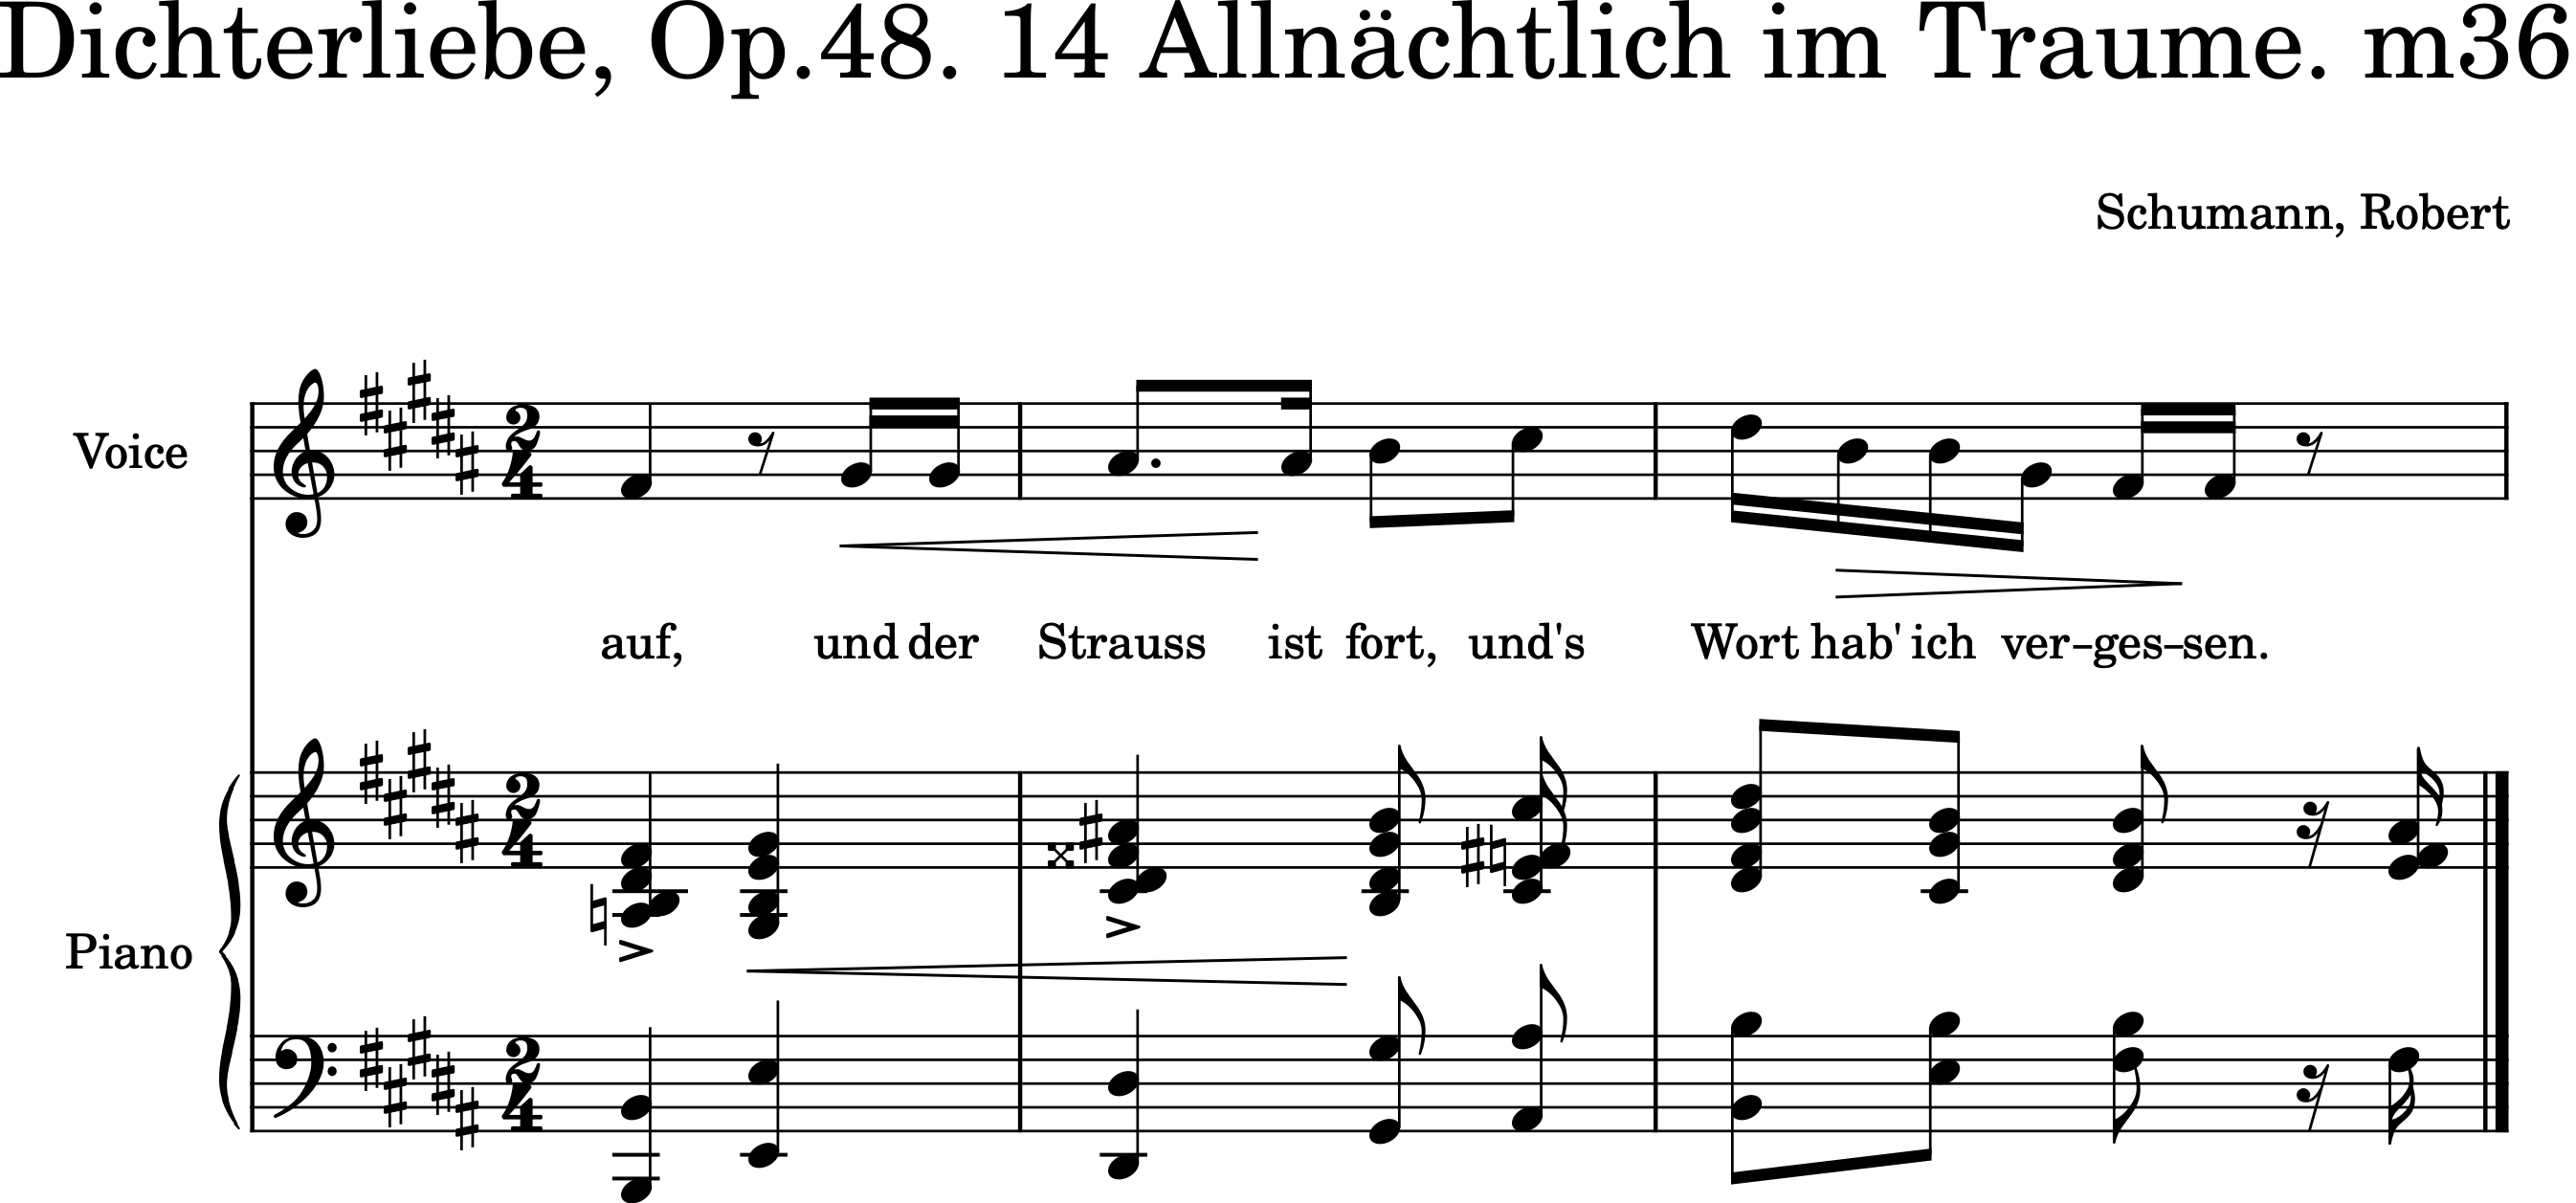 Dichterliebe, Op.48. 14 Allnächtlich im Traume. m36
Schumann, Robert
Voice
auf, und der Strauss ist fort, und's Wort hab' ich ver-ges-sen.
Piano